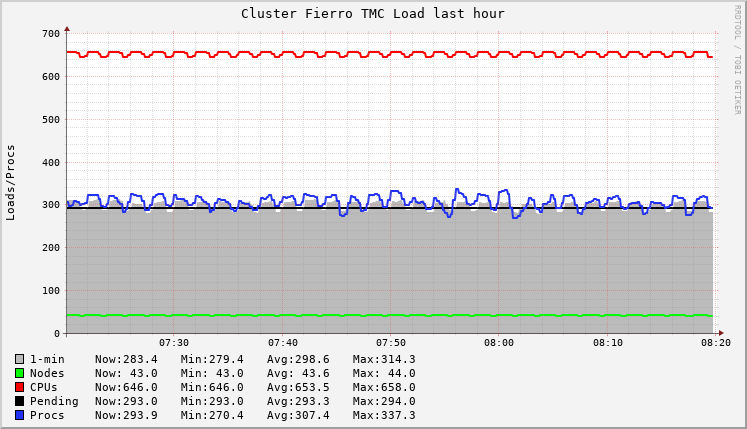 Cluster Fierro TMC Load last hour
RRDTOOL / TOBI OETIKER
Loads/Procs
700
600
500
400
300
200
100
0
07:30 07:40 07:50 08:00 08:10 08:20
1-min Now:283.4 Min:279.4 Avg:298.6 Max:314.3
Nodes Now: 43.0 Min: 43.0 Avg: 43.6 Max: 44.0
CPUs Now:646.0 Min:646.0 Avg:653.5 Max:658.0
Pending Now:293.0 Min:293.0 Avg:293.3 Max:294.0
Procs Now:293.9 Min:270.4 Avg:307.4 Max:337.3